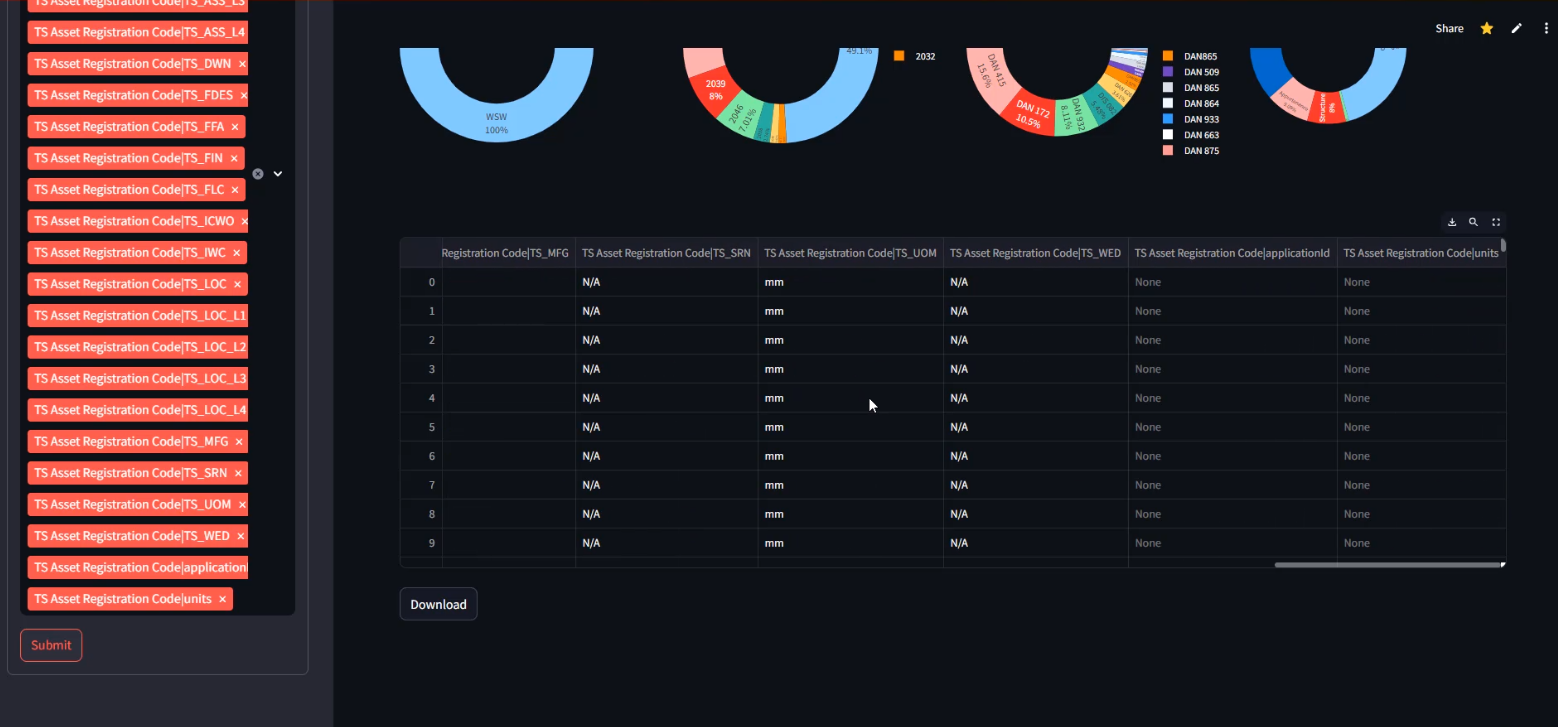 TS Asset Registration Code|TS_ASS_L3
TS Asset Registration Code|TS_ASS_L4
TS Asset Registration Code|TS_DWN ×
TS Asset Registration Code|TS_FDES ×
TS Asset Registration Code|TS_FFA ×
TS Asset Registration Code|TS_FIN ×
TS Asset Registration Code|TS_FLC ×
TS Asset Registration Code|TS_ICWO ×
TS Asset Registration Code|TS_IWC ×
TS Asset Registration Code|TS_LOC ×
TS Asset Registration Code|TS_LOC_L1
TS Asset Registration Code|TS_LOC_L2
TS Asset Registration Code|TS_LOC_L3
TS Asset Registration Code|TS_LOC_L4
TS Asset Registration Code|TS_MFG ×
TS Asset Registration Code|TS_SRN ×
TS Asset Registration Code|TS_UOM ×
TS Asset Registration Code|TS_WED ×
TS Asset Registration Code|application
TS Asset Registration Code|units ×
Submit
Share
WSW
100%
49.1%
2039
8%
2046
7.01%
2032
DAN 415
15.6%
DAN 172
10.5%
DAN 932
8.11%
DAN865
DAN 509
DAN 865
DAN 864
DAN 933
DAN 663
DAN 875
Structure
8%
Registration Code|TS_MFG TS Asset Registration Code|TS_SRN TS Asset Registration Code|TS_UOM TS Asset Registration Code|TS_WED TS Asset Registration Code|applicationId TS Asset Registration Code|units
0 N/A mm N/A None None
1 N/A mm N/A None None
2 N/A mm N/A None None
3 N/A mm N/A None None
4 N/A mm N/A None None
5 N/A mm N/A None None
6 N/A mm N/A None None
7 N/A mm N/A None None
8 N/A mm N/A None None
9 N/A mm N/A None None
Download